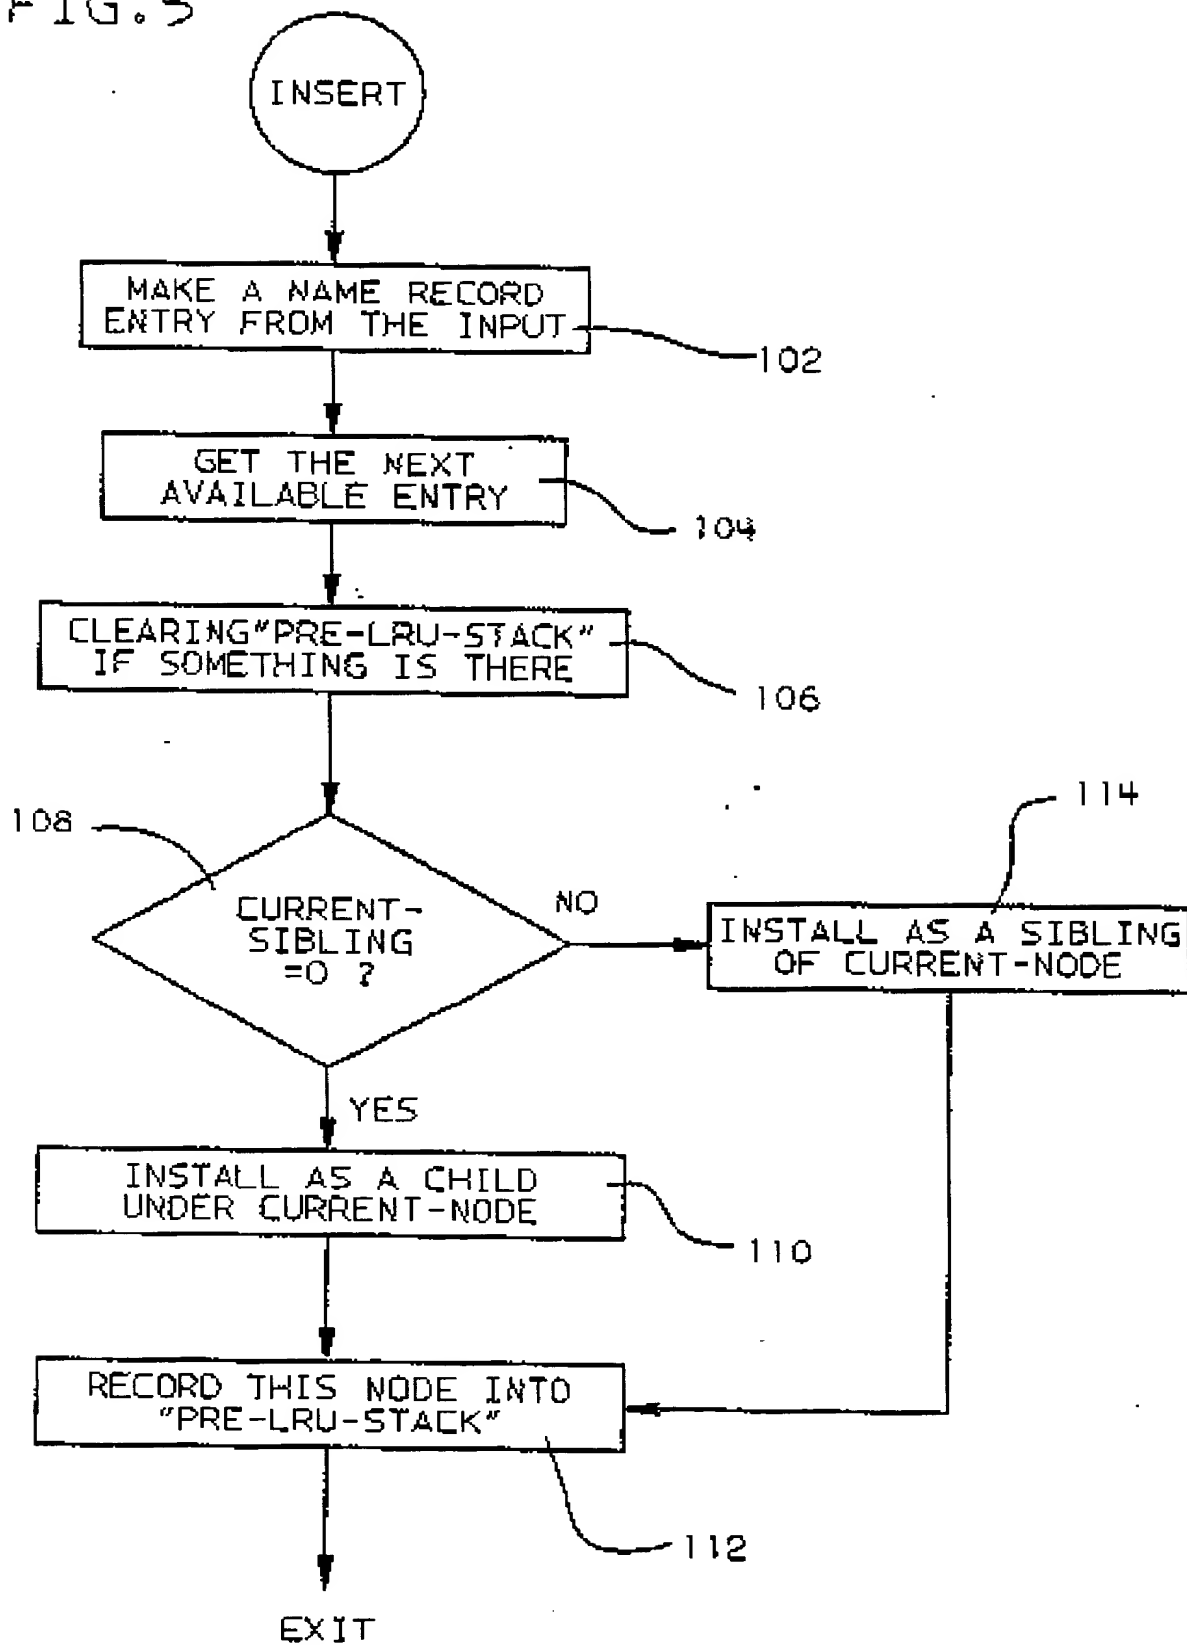 FIG.
INSERT
MAKE A NAME RECORD
ENTRY FROM THE INPUT
102
GET THE NEXT
AVAILABLE ENTRY
104
CLEARING"PRE-LRU-STACK"
IF SOMETHING IS THERE
106
108
CURRENT-
SIBLING
=0 ?
NO
114
INSTALL AS A SIBLING
OF CURRENT-NODE
YES
INSTALL AS A CHILD
UNDER CURRENT-NODE
110
RECORD THIS NODE INTO
"PRE-LRU-STACK"
112
EXIT